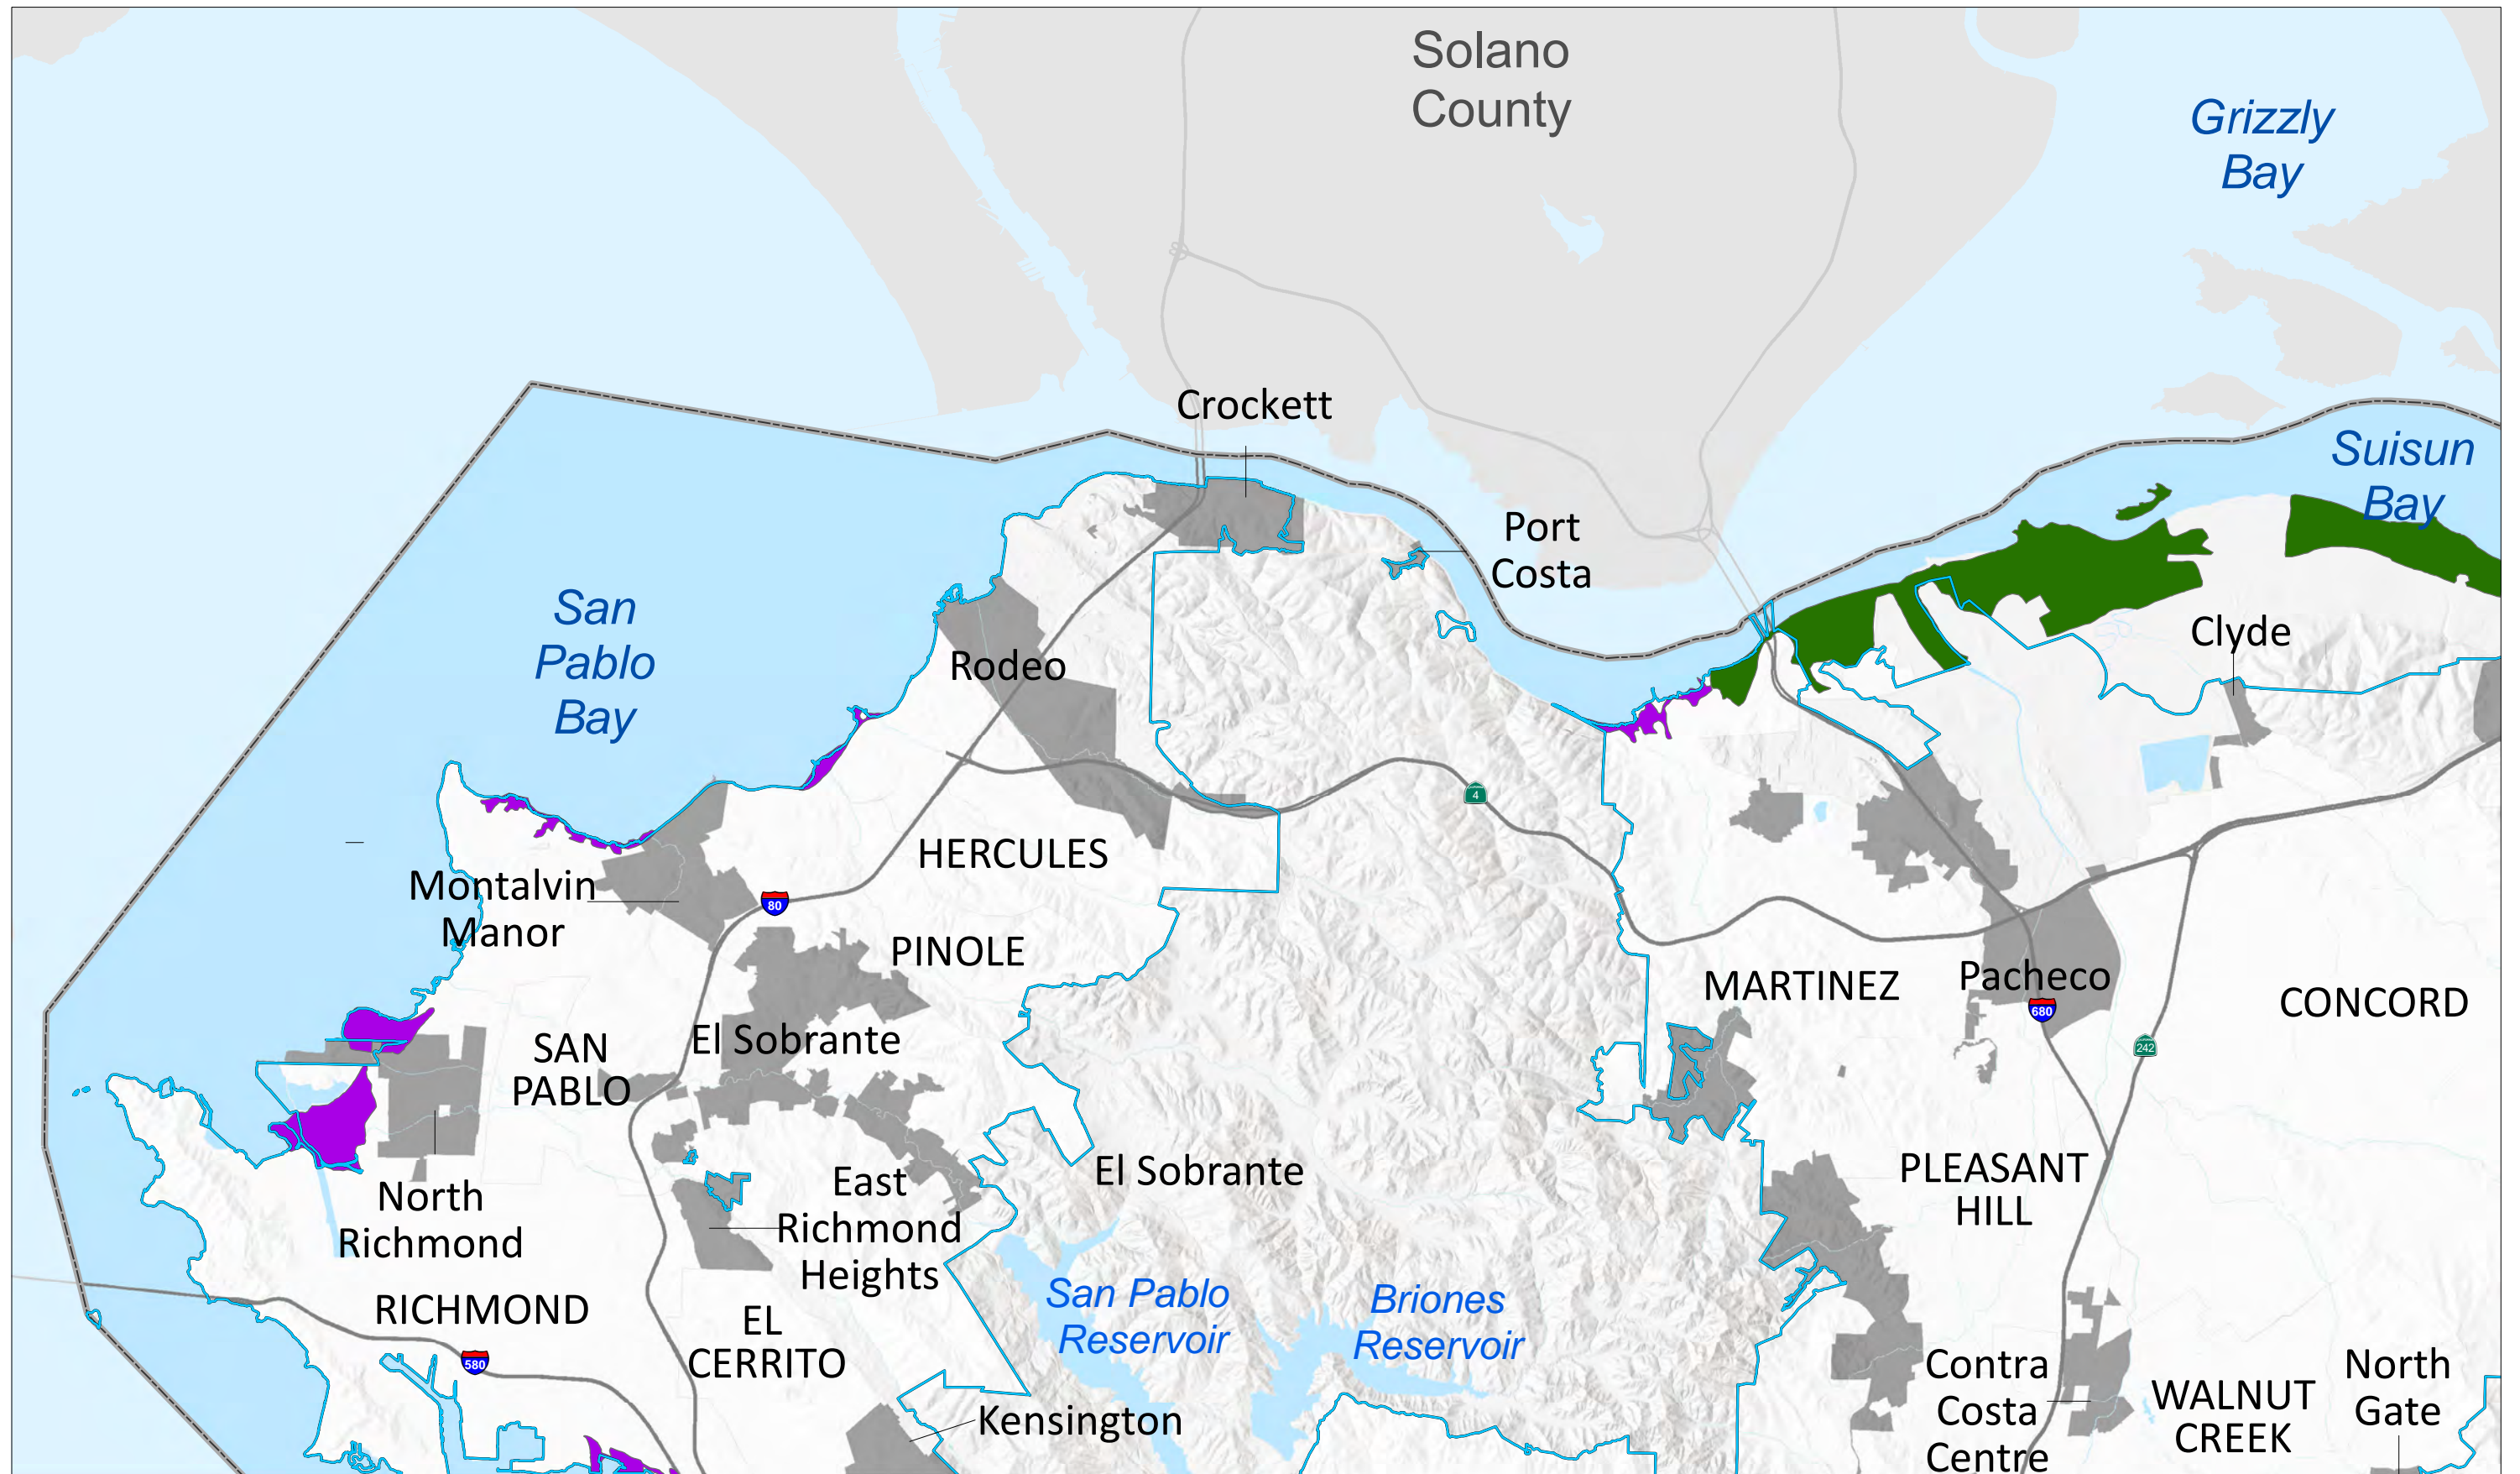 Solano
County
Grizzly
Bay
Crockett
Suisun
Bay
Port
Costa
San
Pablo
Bay
Clyde
Rodeo
4
HERCULES
Montalvin
Manor
80
PINOLE
MARTINEZ
Pacheco
680
CONCORD
SAN
PABLO
El Sobrante
242
North
Richmond
East
Richmond
Heights
El Sobrante
PLEASANT
HILL
RICHMOND
580
EL
CERRITO
San Pablo
Reservoir
Briones
Reservoir
Kensington
Contra
Costa
Centre
WALNUT
CREEK
North
Gate